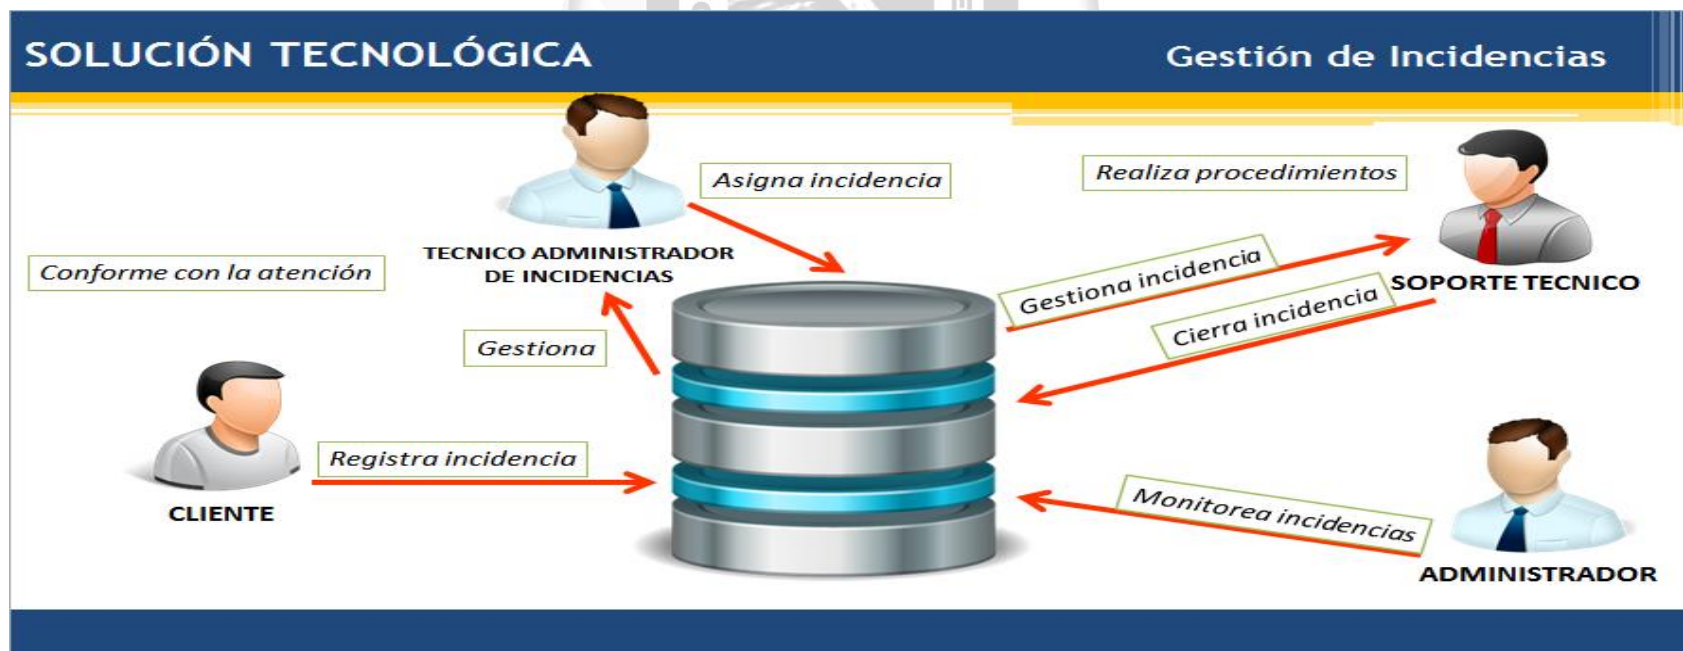 SOLUCIÓN TECNOLÓGICA
Gestión de Incidencias
Asigna incidencia
Realiza procedimientos
TECNICO ADMINISTRADOR
DE INCIDENCIAS
Conforme con la atención
Gestiona incidencia
SOPORTE TECNICO
Cierra incidencia
Gestiona
Registra incidencia
CLIENTE
Monitorea incidencias
ADMINISTRADOR